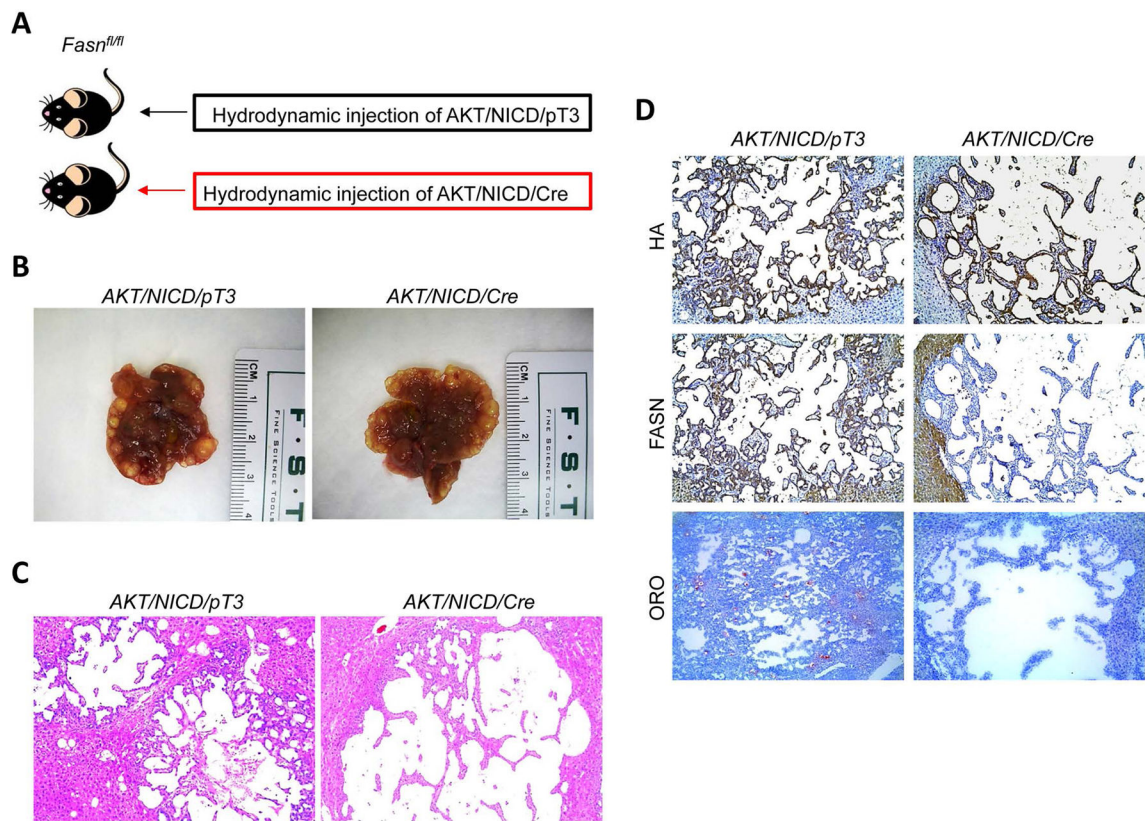 A
Fasnfl/fl
Hydrodynamic injection of AKT/NICD/pT3
Hydrodynamic injection of AKT/NICD/Cre
B
AKT/NICD/pT3
AKT/NICD/Cre
CM 1 2 3 4
F·S·T
FINE SCIENCE TOOLS
CM 1 2 3 4
F·S·T
FINE SCIENCE TOOLS
C
AKT/NICD/pT3
AKT/NICD/Cre
D
AKT/NICD/pT3
AKT/NICD/Cre
HA
FASN
ORO